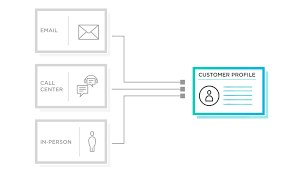 EMAIL
CALL
CENTER
IN-PERSON
CUSTOMER PROFILE